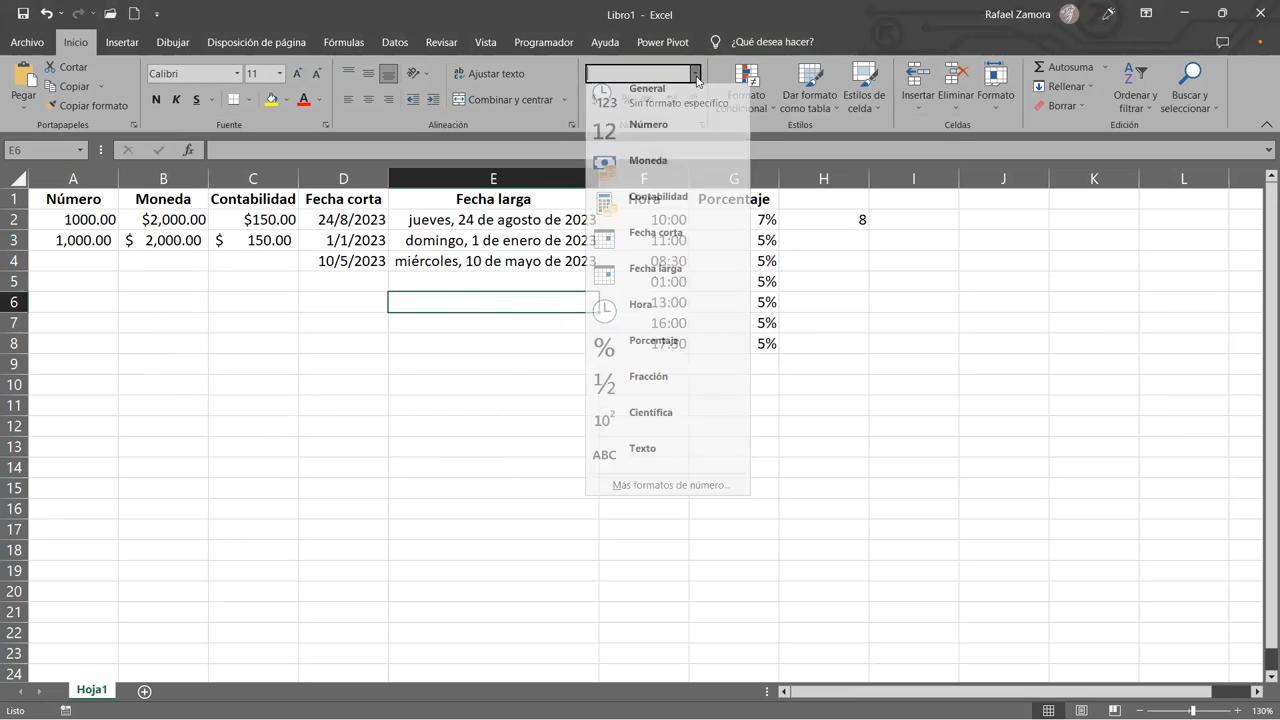 Libro1 - Excel
Rafael Zamora
Archivo Inicio Insertar Dibujar Disposición de página Fórmulas Datos Revisar Vista Programador Ayuda Power Pivot ¿Qué desea hacer?
Pegar
Cortar
Copiar
Copiar formato
Portapapeles
Calibri 11
N K S
Fuente
Ajustar texto
Combinar y centrar
Alineación
Formato condicional
Dar formato como tabla
Estilos de celda
Estilos
Insertar Eliminar Formato
Celdas
Autosuma
Rellenar
Borrar
Ordenar y filtrar
Buscar y seleccionar
Edición
General
Sin formato específico
Número
Moneda
Contabilidad
Fecha corta
Fecha larga
Hora
Porcentaje
Fracción
Científica
Texto
Más formatos de número...
E6 fx
A B C D E F G H I J K L
1 Número Moneda Contabilidad Fecha corta Fecha larga Hora Porcentaje
2 1000.00 $2,000.00 $150.00 24/8/2023 jueves, 24 de agosto de 2023 10:00 7% 8
3 1,000.00 $ 2,000.00 $ 150.00 1/1/2023 domingo, 1 de enero de 2023 11:00 5%
4 10/5/2023 miércoles, 10 de mayo de 2023 08:30 5%
5 01:00 5%
6 13:00 5%
7 16:00 5%
8 17:30 5%
9
10
11
12
13
14
15
16
17
18
19
20
21
22
23
24
Hoja1
Listo
130%